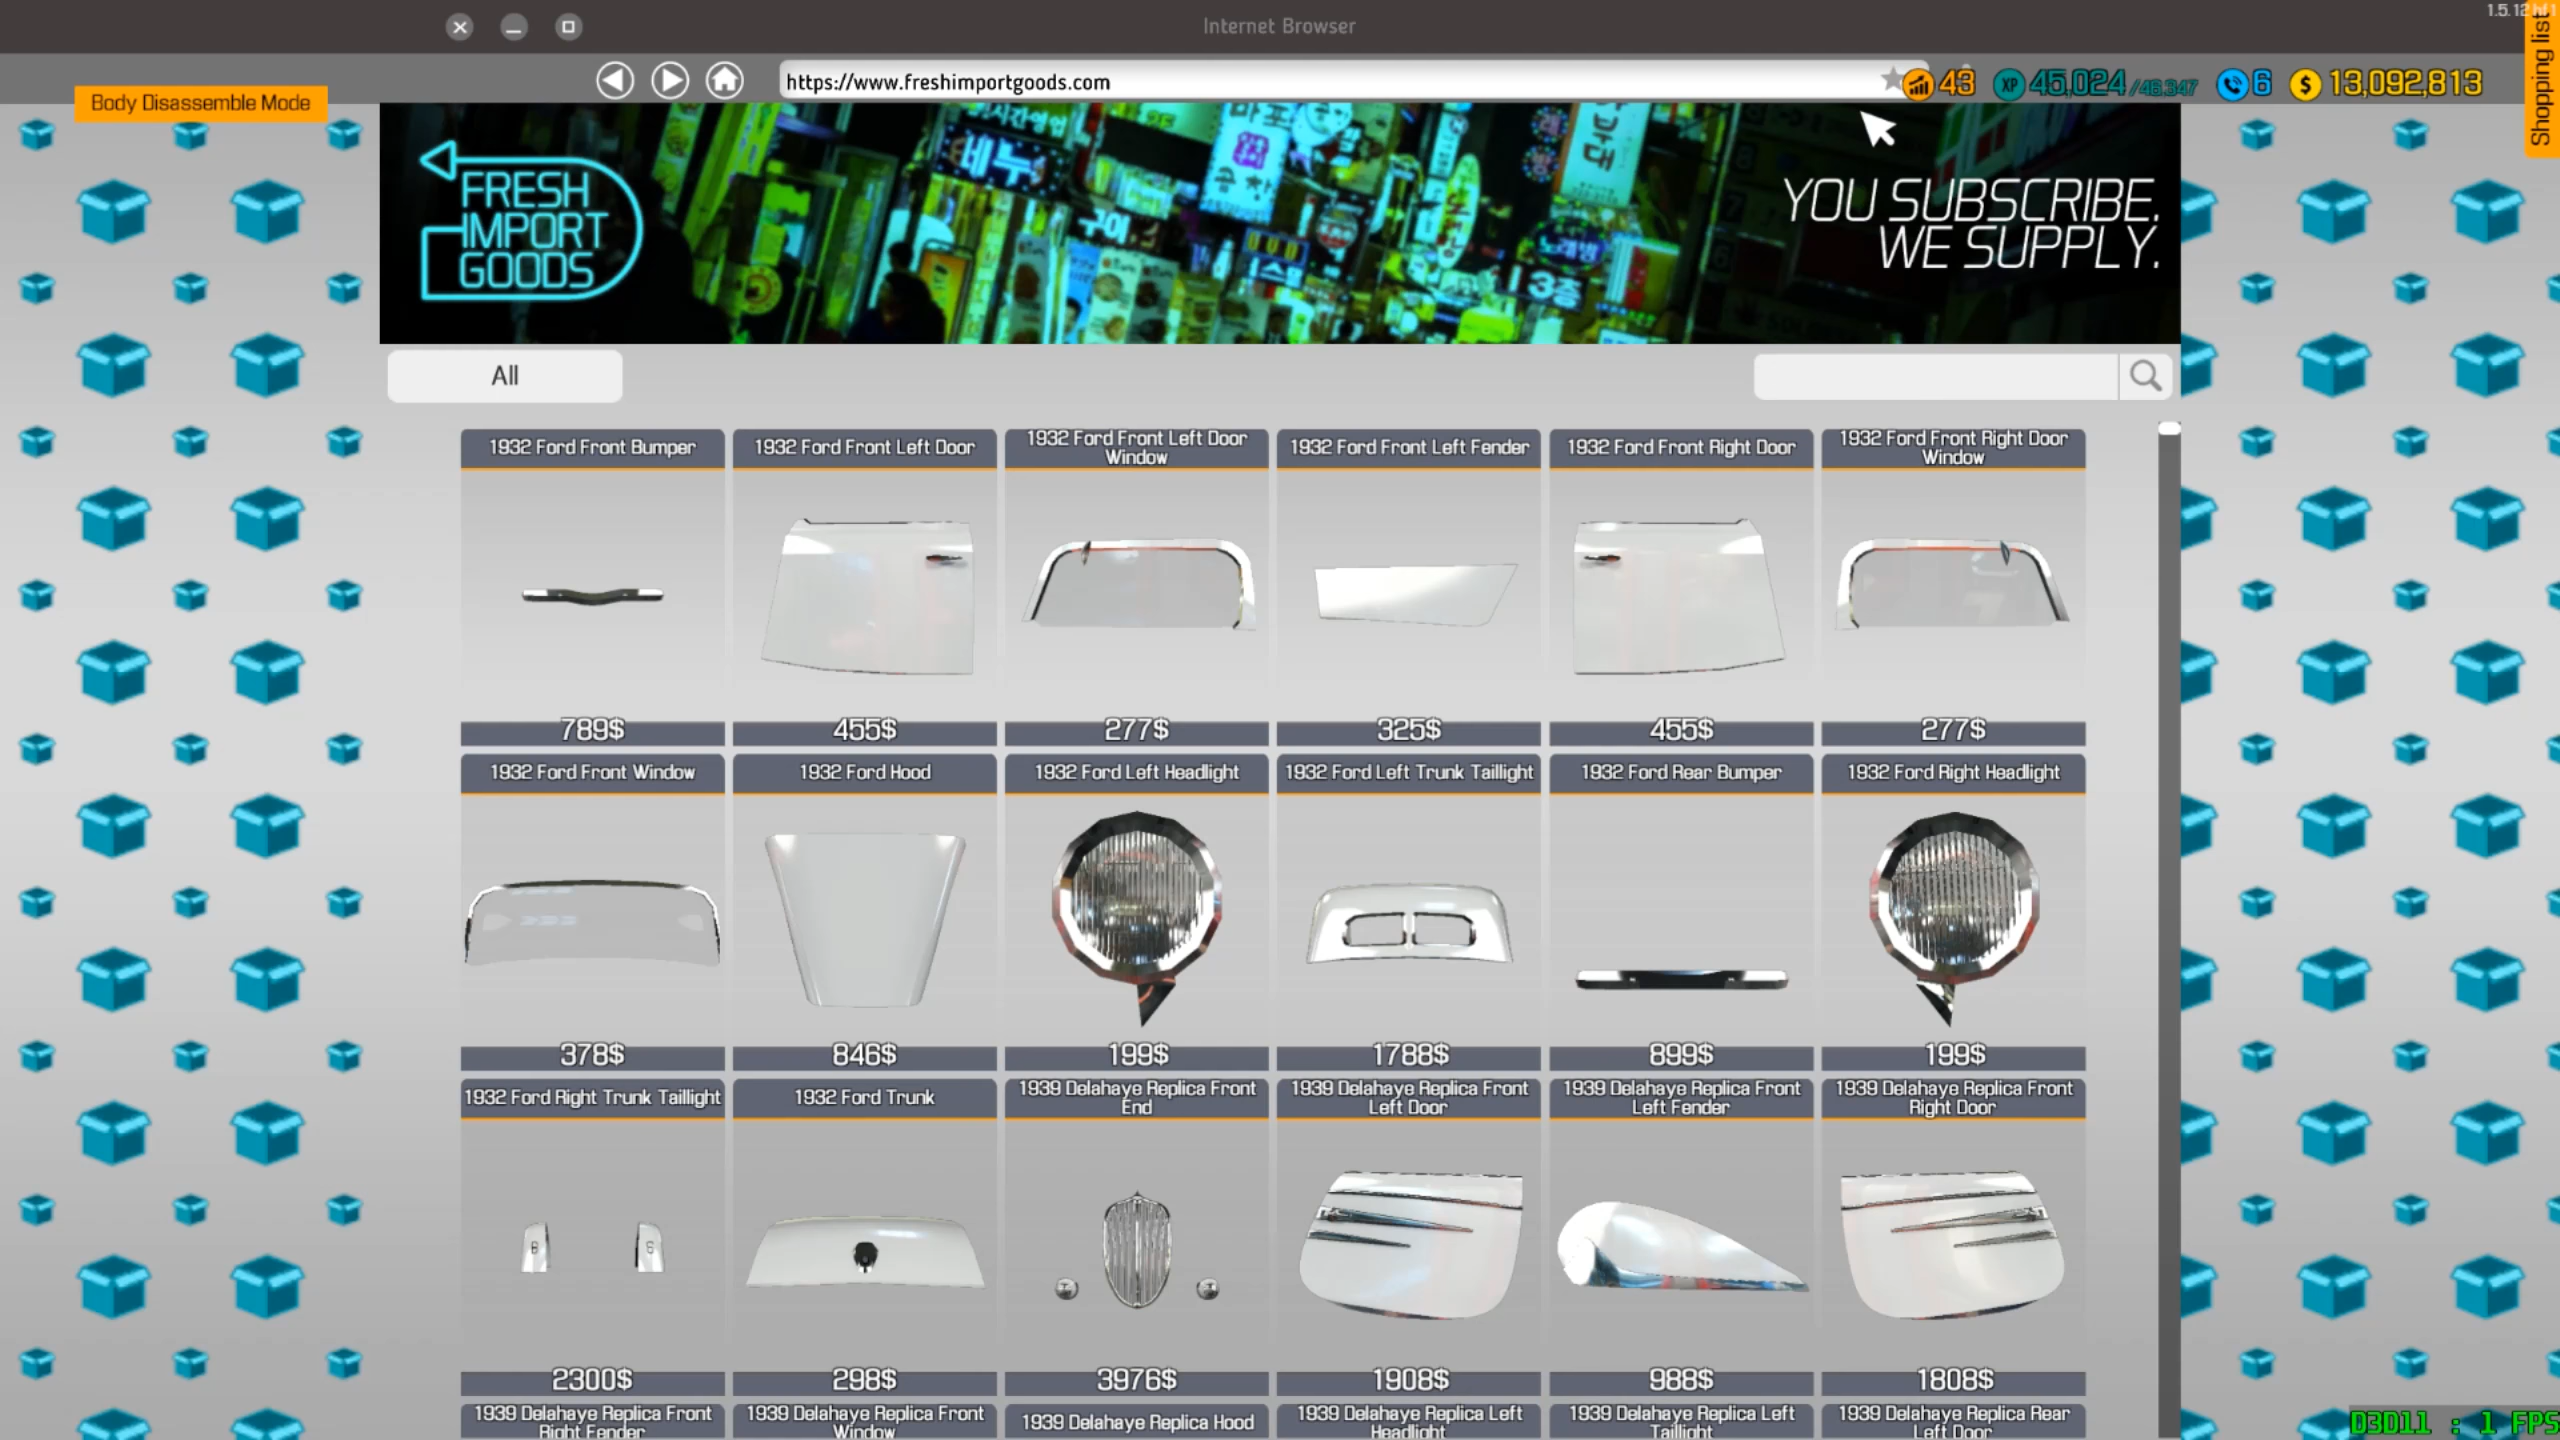 Internet Browser
1.5.12.hf1
Shopping list
Body Disassemble Mode
https://www.freshimportgoods.com
43
XP 45,024/46,347
6
$ 13,092,813
FRESH
IMPORT
GOODS
YOU SUBSCRIBE.
WE SUPPLY.
All
1932 Ford Front Bumper
1932 Ford Front Left Door
1932 Ford Front Left Door
Window
1932 Ford Front Left Fender
1932 Ford Front Right Door
1932 Ford Front Right Door
Window
789$
455$
277$
325$
455$
277$
1932 Ford Front Window
1932 Ford Hood
1932 Ford Left Headlight
1932 Ford Left Trunk Taillight
1932 Ford Rear Bumper
1932 Ford Right Headlight
378$
846$
199$
1788$
899$
199$
1932 Ford Right Trunk Taillight
1932 Ford Trunk
1939 Delahaye Replica Front
End
1939 Delahaye Replica Front
Left Door
1939 Delahaye Replica Front
Left Fender
1939 Delahaye Replica Front
Right Door
2300$
298$
3976$
1908$
988$
1808$
1939 Delahaye Replica Front
Right Fender
1939 Delahaye Replica Front
Window
1939 Delahaye Replica Hood
1939 Delahaye Replica Left
Headlight
1939 Delahaye Replica Left
Taillight
1939 Delahaye Replica Rear
Left Door
D3D11 : 1 FPS